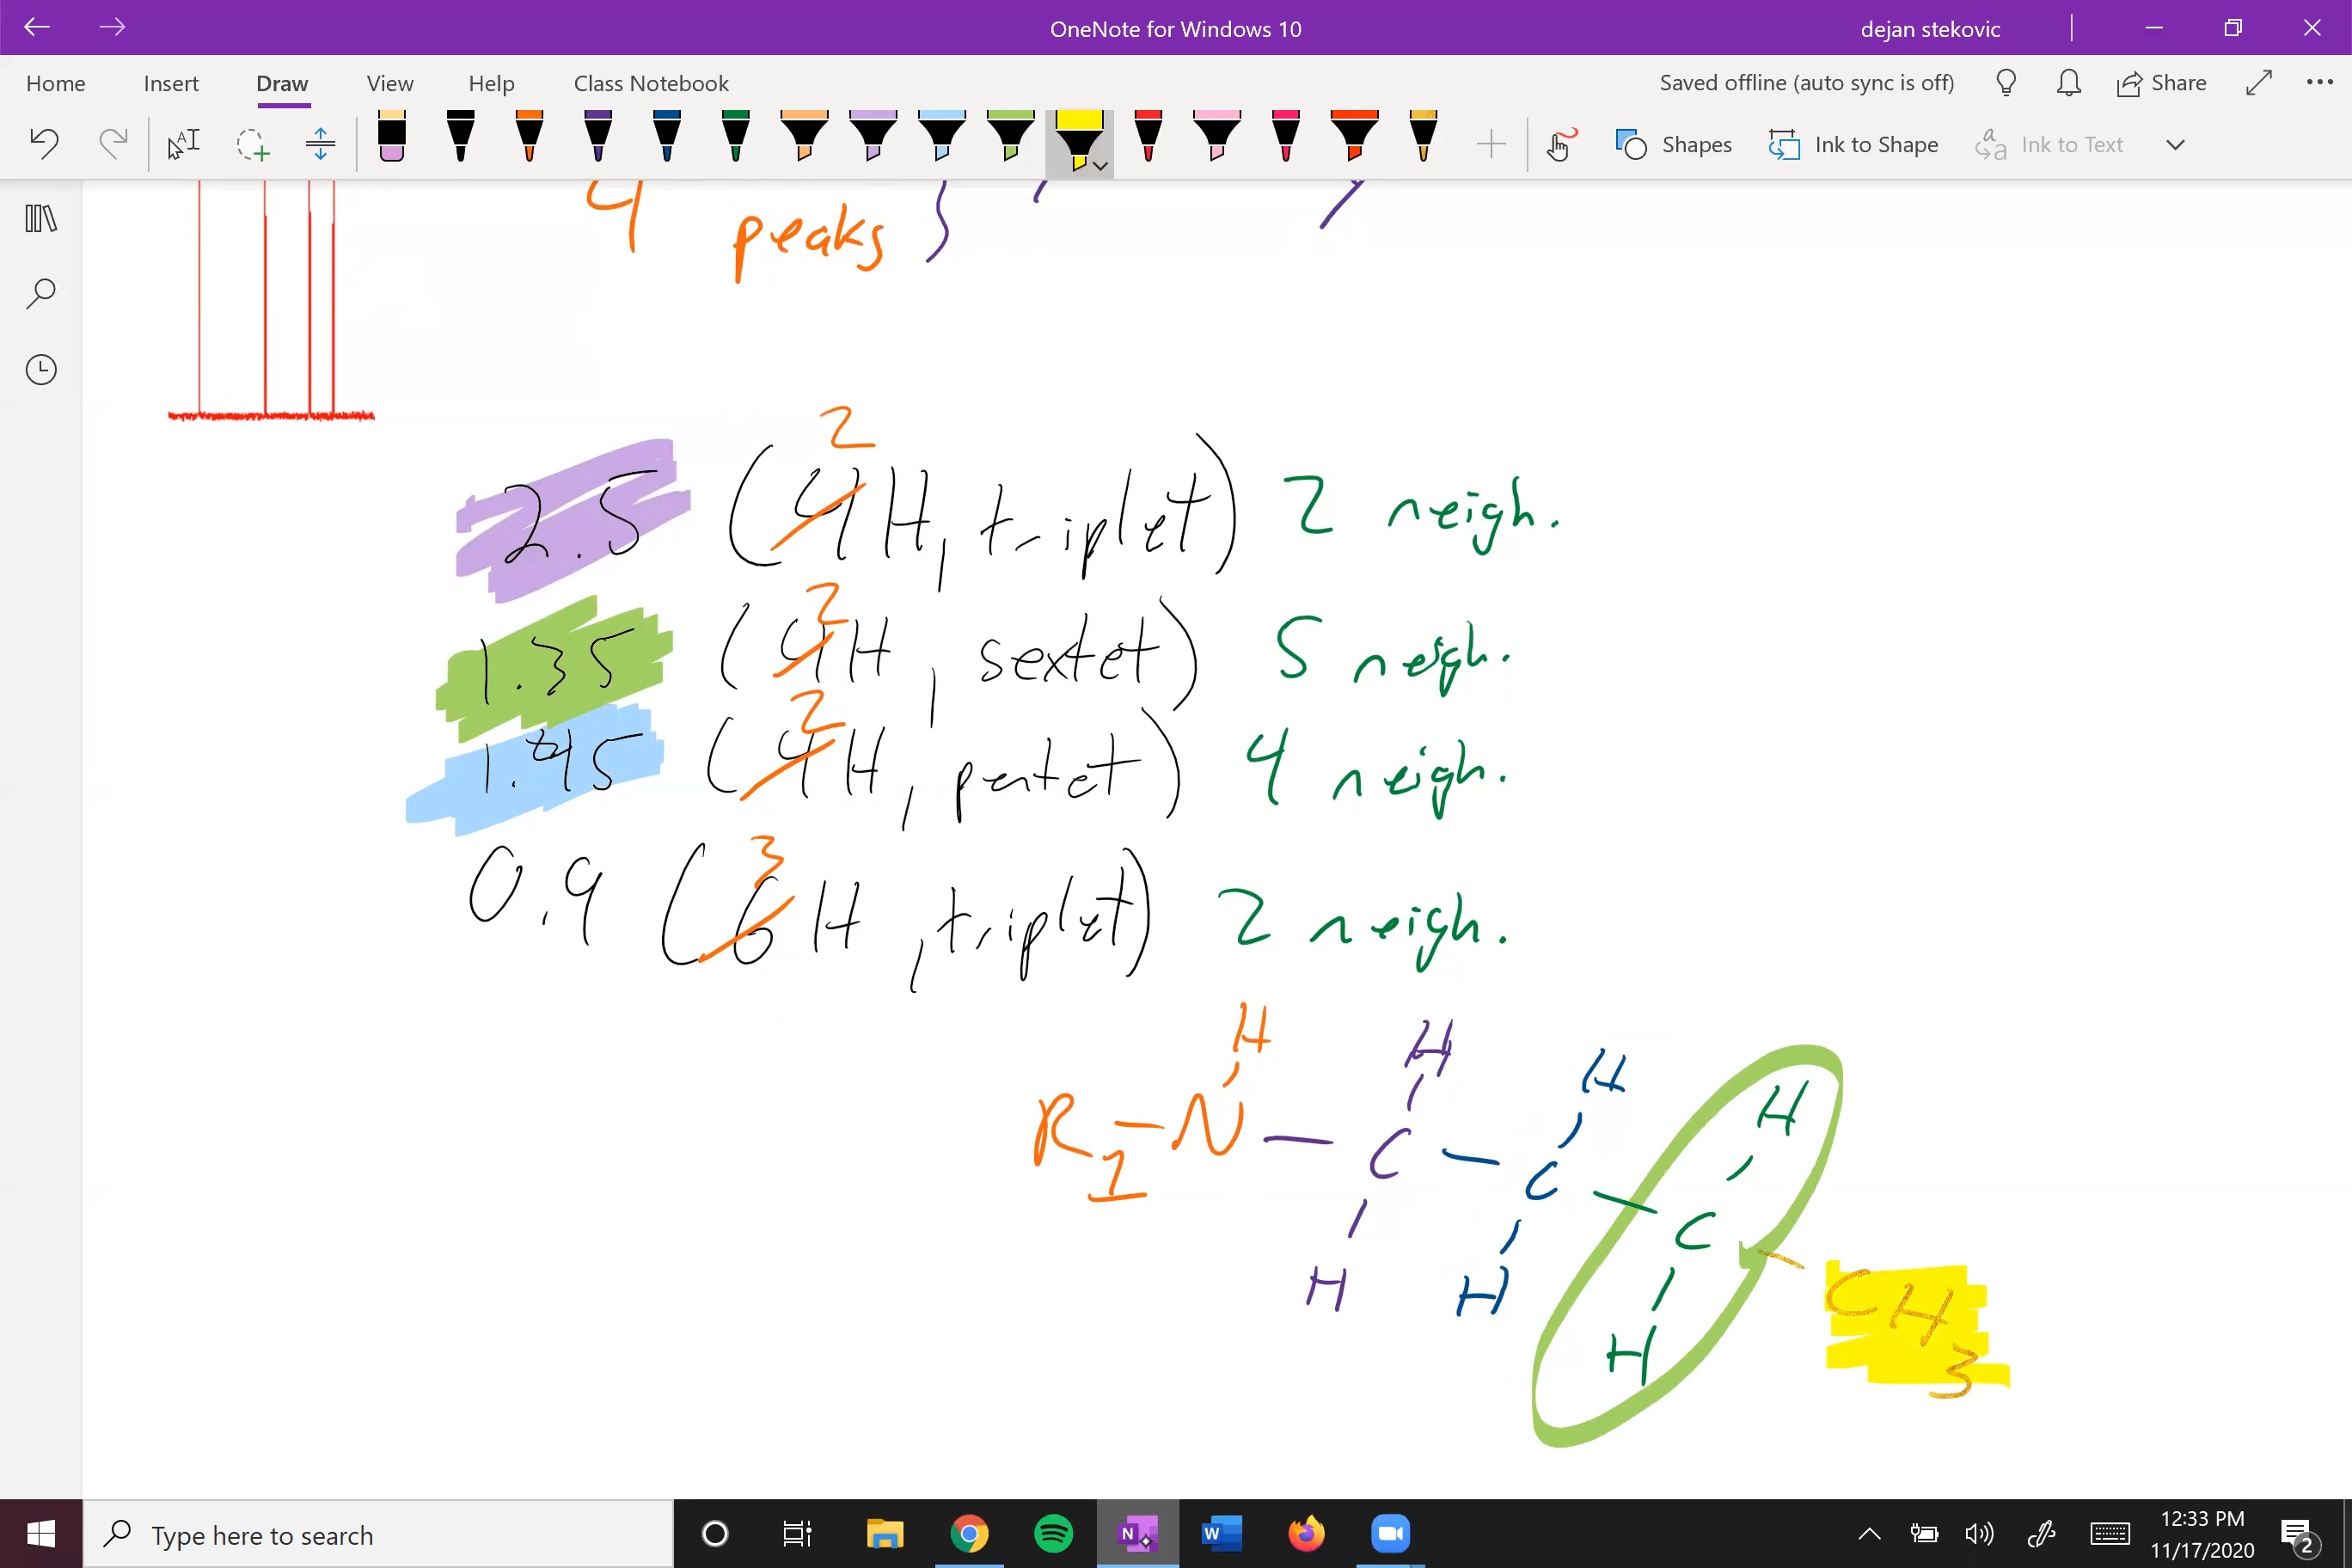 OneNote for Windows 10
dejan stekovic
Home Insert Draw View Help Class Notebook
Saved offline (auto sync is off)
Share
Shapes
Ink to Shape
Ink to Text
4 peaks
2
2.5 (4H, triplet) 2 neigh.
2
1.35 (4H, sextet) 5 neigh.
2
1.45 (4H, pentet) 4 neigh.
3
0.9 (6H, triplet) 2 neigh.
H H H H
R1 - N - C - C - C - CH3
H H H
Type here to search
12:33 PM
11/17/2020
2